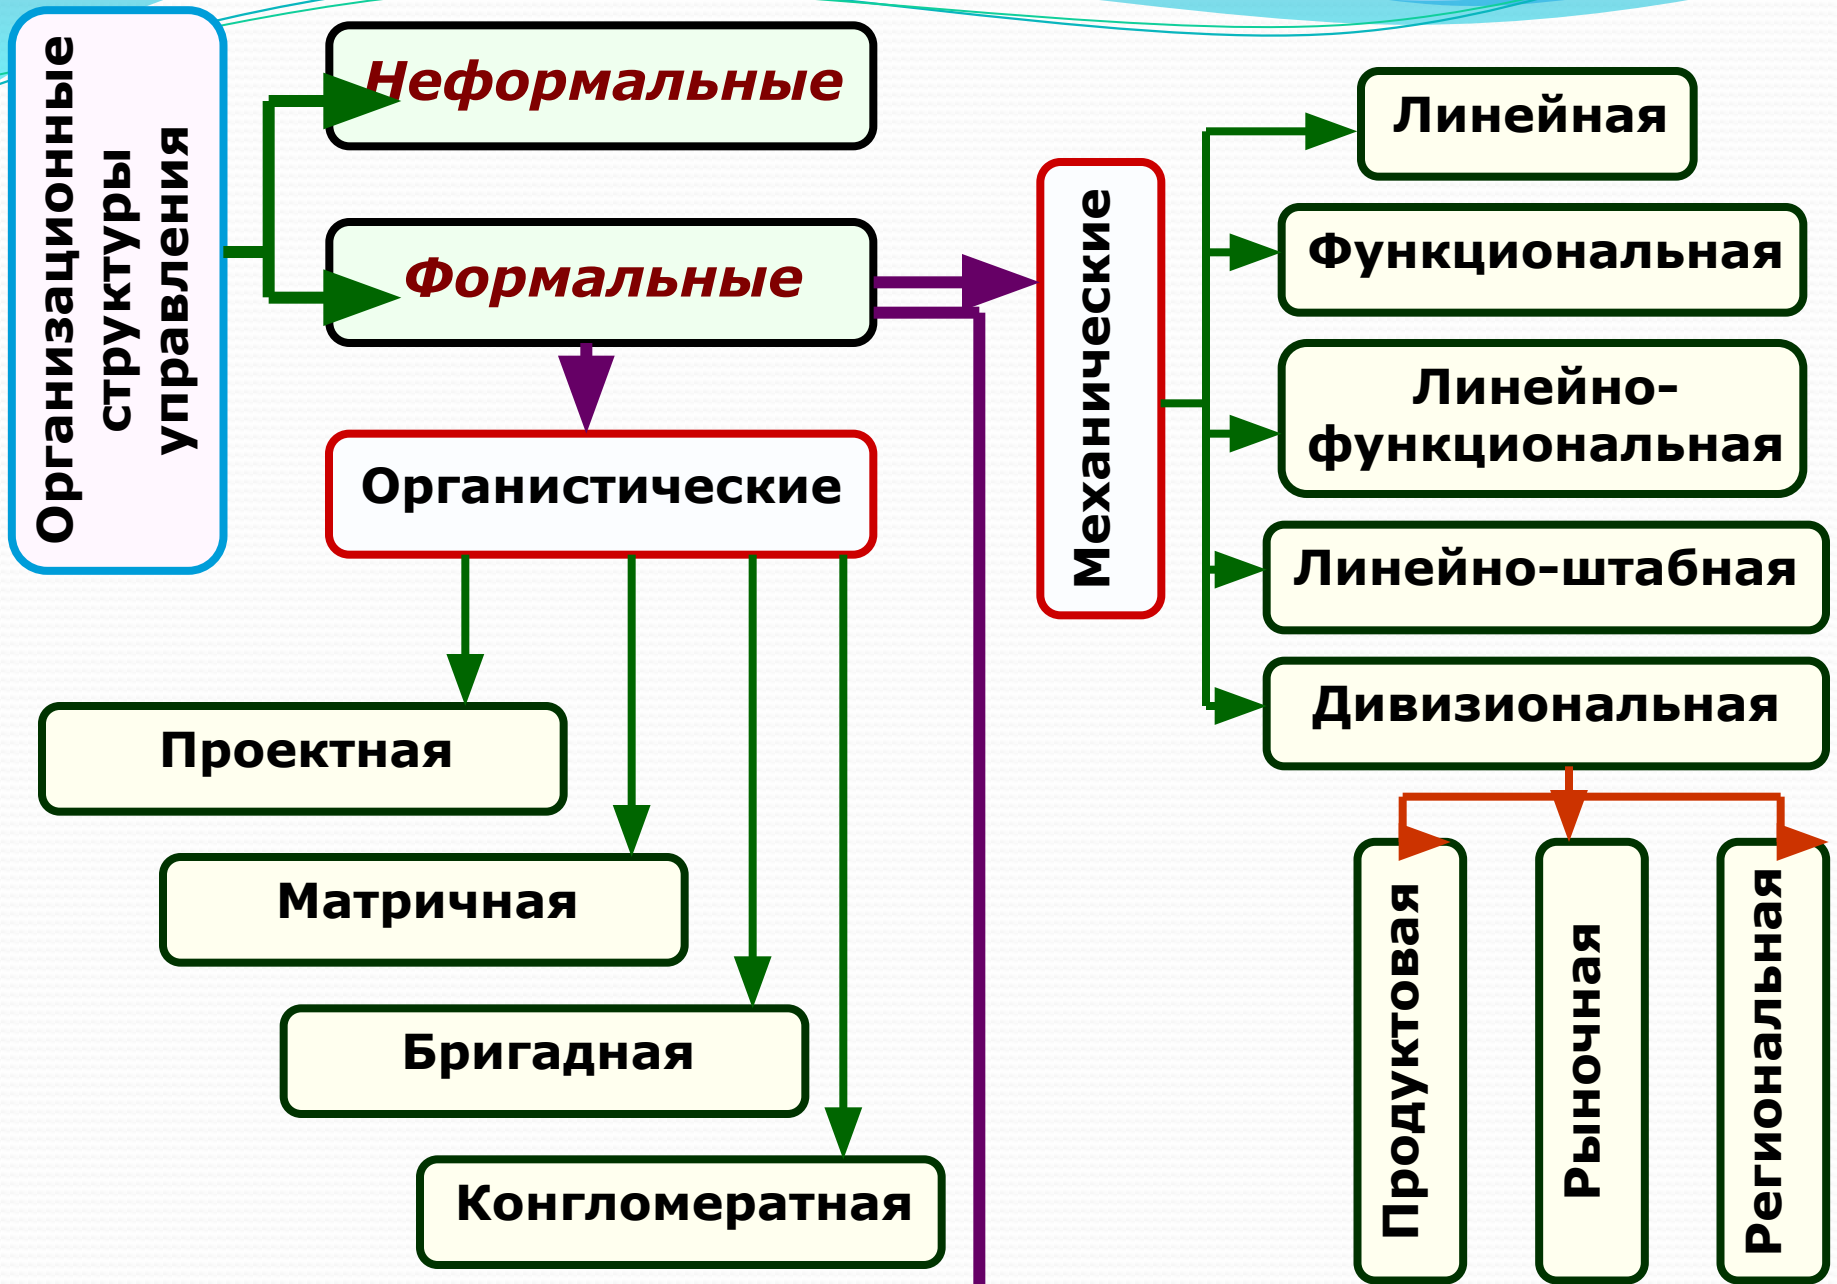 Организационные
структуры
управления
Неформальные
Формальные
Органистические
Проектная
Матричная
Бригадная
Конгломератная
Механические
Линейная
Функциональная
Линейно-
функциональная
Линейно-штабная
Дивизиональная
Продуктовая
Рыночная
Региональная